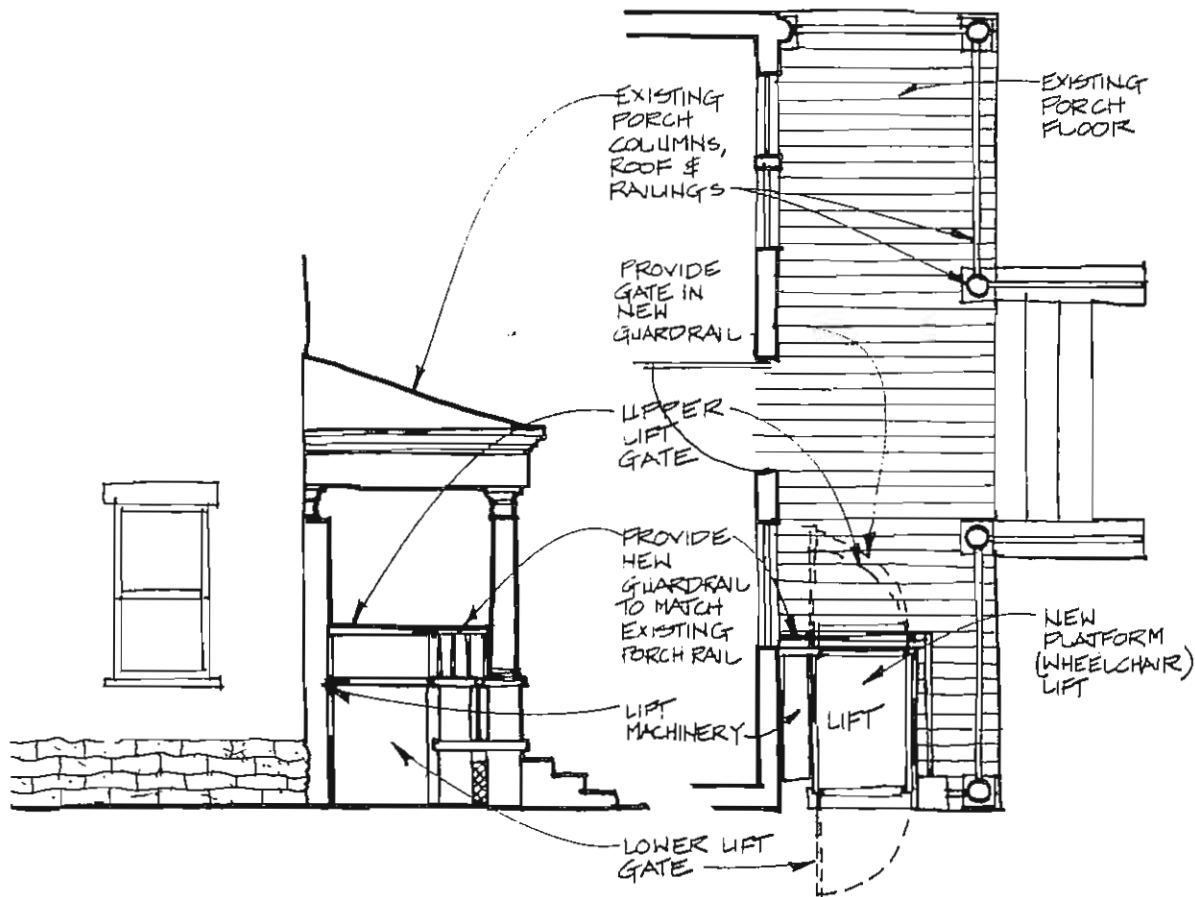 EXISTING
PORCH
COLUMNS,
ROOF &
RAILINGS
EXISTING
PORCH
FLOOR
PROVIDE
GATE IN
NEW
GUARDRAIL
UPPER
LIFT
GATE
PROVIDE
NEW
GUARDRAIL
TO MATCH
EXISTING
PORCH RAIL
NEW
PLATFORM
(WHEELCHAIR)
LIFT
LIFT
MACHINERY
LIFT
LOWER LIFT
GATE